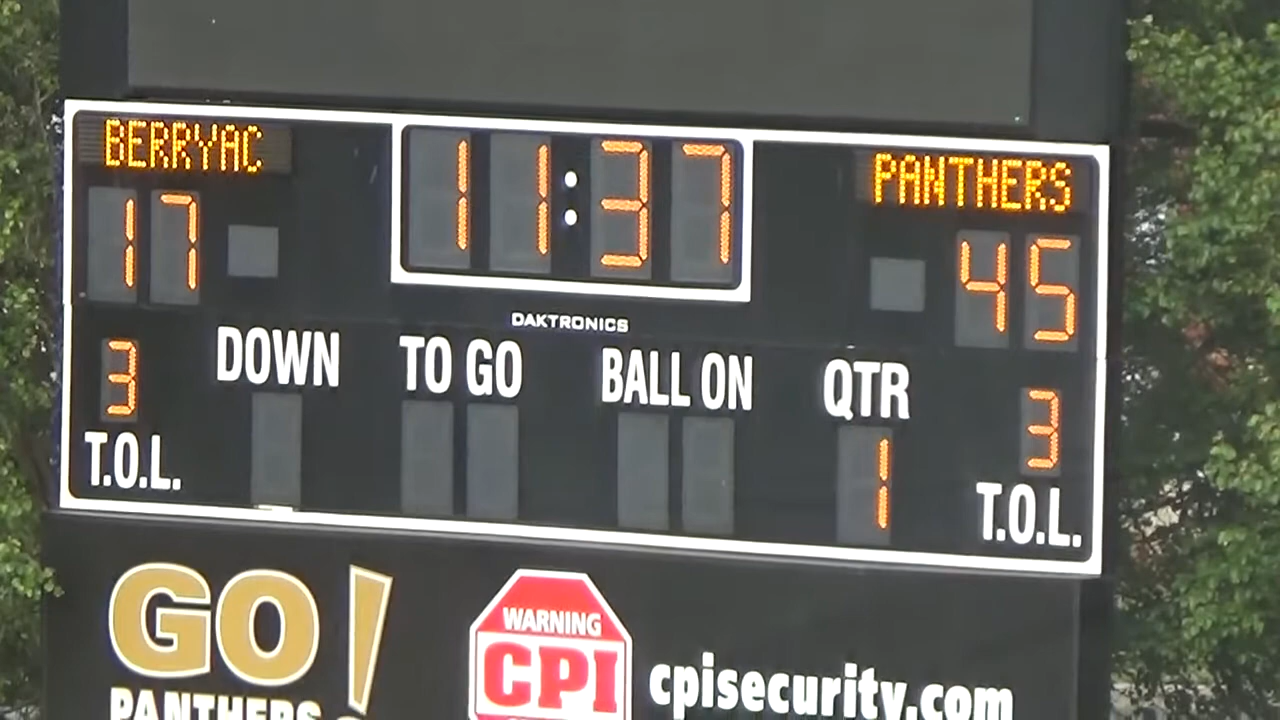 BERRYAC
11:37
PANTHERS
17
45
DAKTRONICS
DOWN
TO GO
BALL ON
QTR
3
1
3
T.O.L.
T.O.L.
GO!
PANTHERS
WARNING
CPI
cpisecurity.com